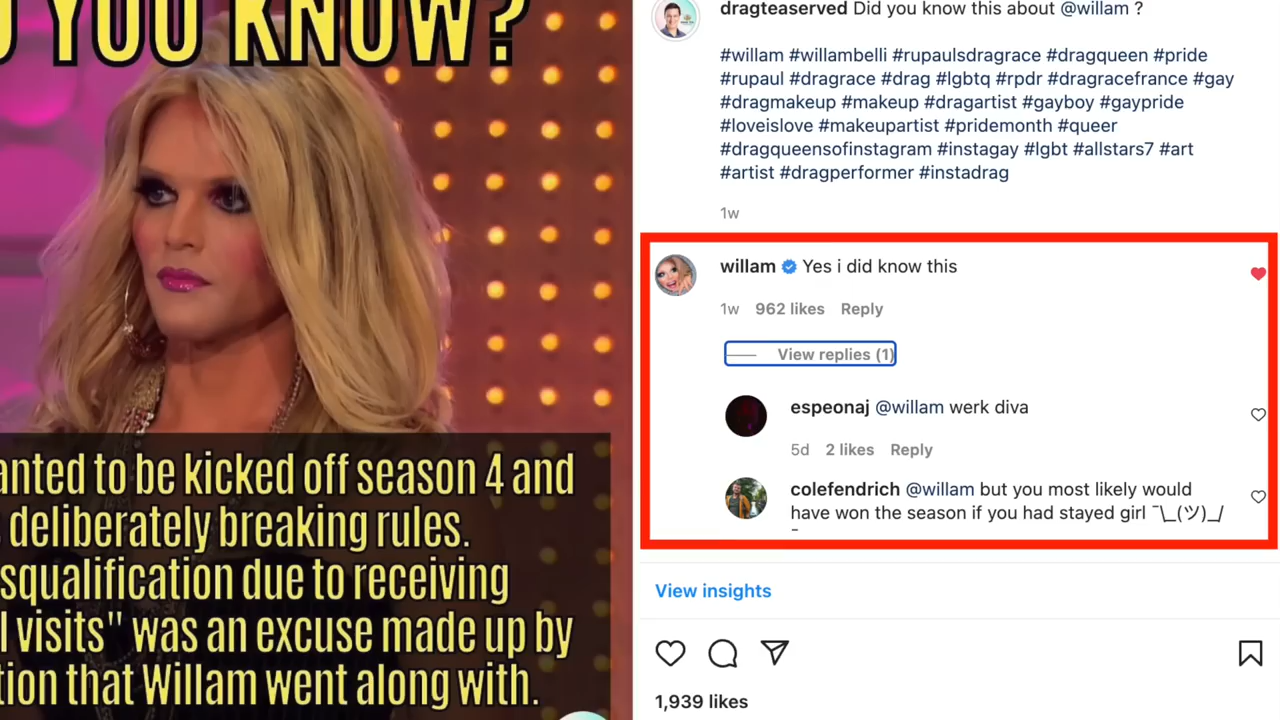 YOU KNOW?
anted to be kicked off season 4 and
deliberately breaking rules.
squalification due to receiving
l visits" was an excuse made up by
tion that Willam went along with.
dragteaserved Did you know this about @willam ?
#willam #willambelli #rupaulsdragrace #dragqueen #pride
#rupaul #dragrace #drag #lgbtq #rpdr #dragracefrance #gay
#dragmakeup #makeup #dragartist #gayboy #gaypride
#loveislove #makeupartist #pridemonth #queer
#dragqueensofinstagram #instagay #lgbt #allstars7 #art
#artist #dragperformer #instadrag
1w
willam Yes i did know this
1w 962 likes Reply
View replies (1)
espeonaj @willam werk diva
5d 2 likes Reply
colefendrich @willam but you most likely would
have won the season if you had stayed girl ¯\_(ツ)_/
¯
View insights
1,939 likes